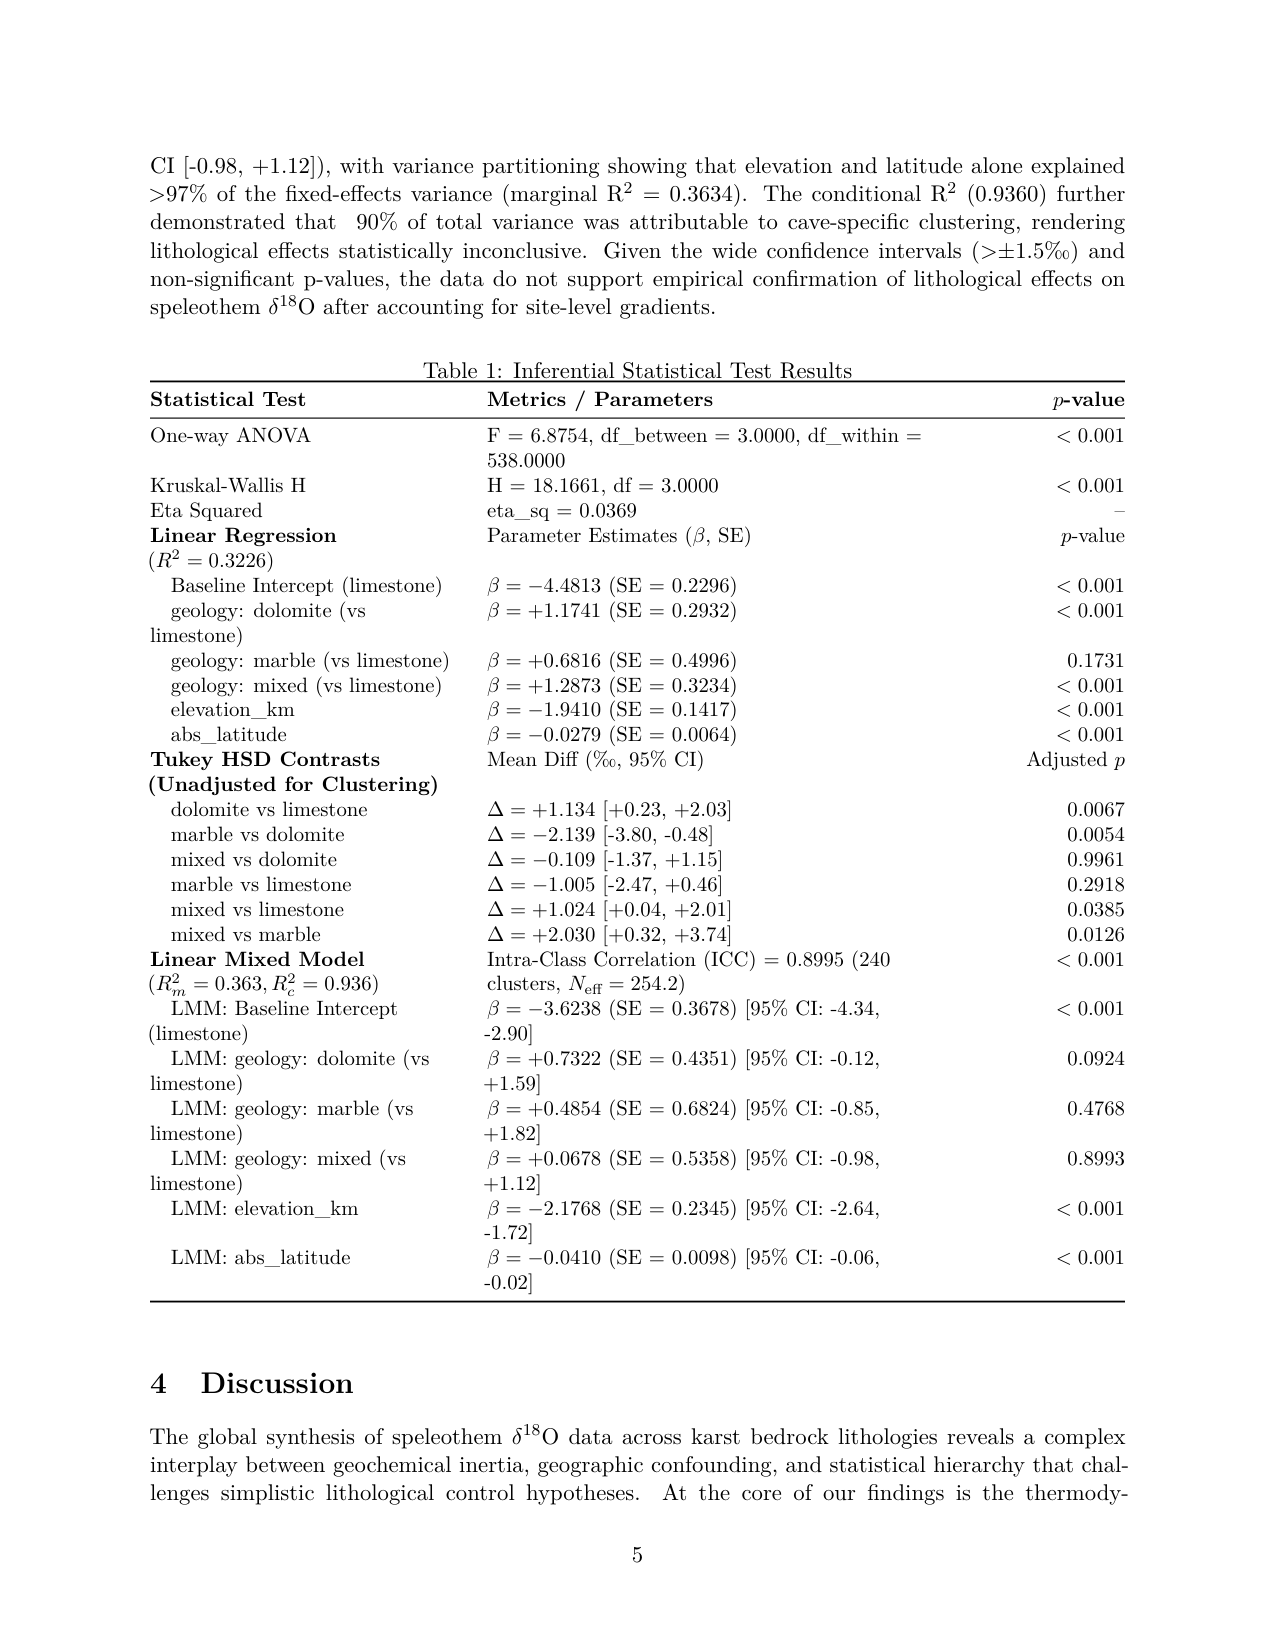 CI [-0.98, +1.12]), with variance partitioning showing that elevation and latitude alone explained
>97% of the fixed-effects variance (marginal R² = 0.3634). The conditional R² (0.9360) further
demonstrated that 90% of total variance was attributable to cave-specific clustering, rendering
lithological effects statistically inconclusive. Given the wide confidence intervals (>±1.5‰) and
non-significant p-values, the data do not support empirical confirmation of lithological effects on
speleothem δ¹⁸O after accounting for site-level gradients.
Table 1: Inferential Statistical Test Results
Statistical Test Metrics / Parameters p-value
One-way ANOVA F = 6.8754, df_between = 3.0000, df_within = < 0.001
538.0000
Kruskal-Wallis H H = 18.1661, df = 3.0000 < 0.001
Eta Squared eta_sq = 0.0369 –
Linear Regression Parameter Estimates (β, SE) p-value
(R² = 0.3226)
Baseline Intercept (limestone) β = −4.4813 (SE = 0.2296) < 0.001
geology: dolomite (vs β = +1.1741 (SE = 0.2932) < 0.001
limestone)
geology: marble (vs limestone) β = +0.6816 (SE = 0.4996) 0.1731
geology: mixed (vs limestone) β = +1.2873 (SE = 0.3234) < 0.001
elevation_km β = −1.9410 (SE = 0.1417) < 0.001
abs_latitude β = −0.0279 (SE = 0.0064) < 0.001
Tukey HSD Contrasts Mean Diff (‰, 95% CI) Adjusted p
(Unadjusted for Clustering)
dolomite vs limestone Δ = +1.134 [+0.23, +2.03] 0.0067
marble vs dolomite Δ = −2.139 [-3.80, -0.48] 0.0054
mixed vs dolomite Δ = −0.109 [-1.37, +1.15] 0.9961
marble vs limestone Δ = −1.005 [-2.47, +0.46] 0.2918
mixed vs limestone Δ = +1.024 [+0.04, +2.01] 0.0385
mixed vs marble Δ = +2.030 [+0.32, +3.74] 0.0126
Linear Mixed Model Intra-Class Correlation (ICC) = 0.8995 (240 < 0.001
(R²ₘ = 0.363, R²_c = 0.936) clusters, N_eff = 254.2)
LMM: Baseline Intercept β = −3.6238 (SE = 0.3678) [95% CI: -4.34, < 0.001
(limestone) -2.90]
LMM: geology: dolomite (vs β = +0.7322 (SE = 0.4351) [95% CI: -0.12, 0.0924
limestone) +1.59]
LMM: geology: marble (vs β = +0.4854 (SE = 0.6824) [95% CI: -0.85, 0.4768
limestone) +1.82]
LMM: geology: mixed (vs β = +0.0678 (SE = 0.5358) [95% CI: -0.98, 0.8993
limestone) +1.12]
LMM: elevation_km β = −2.1768 (SE = 0.2345) [95% CI: -2.64, < 0.001
-1.72]
LMM: abs_latitude β = −0.0410 (SE = 0.0098) [95% CI: -0.06, < 0.001
-0.02]
4 Discussion
The global synthesis of speleothem δ¹⁸O data across karst bedrock lithologies reveals a complex
interplay between geochemical inertia, geographic confounding, and statistical hierarchy that chal-
lenges simplistic lithological control hypotheses. At the core of our findings is the thermody-
5